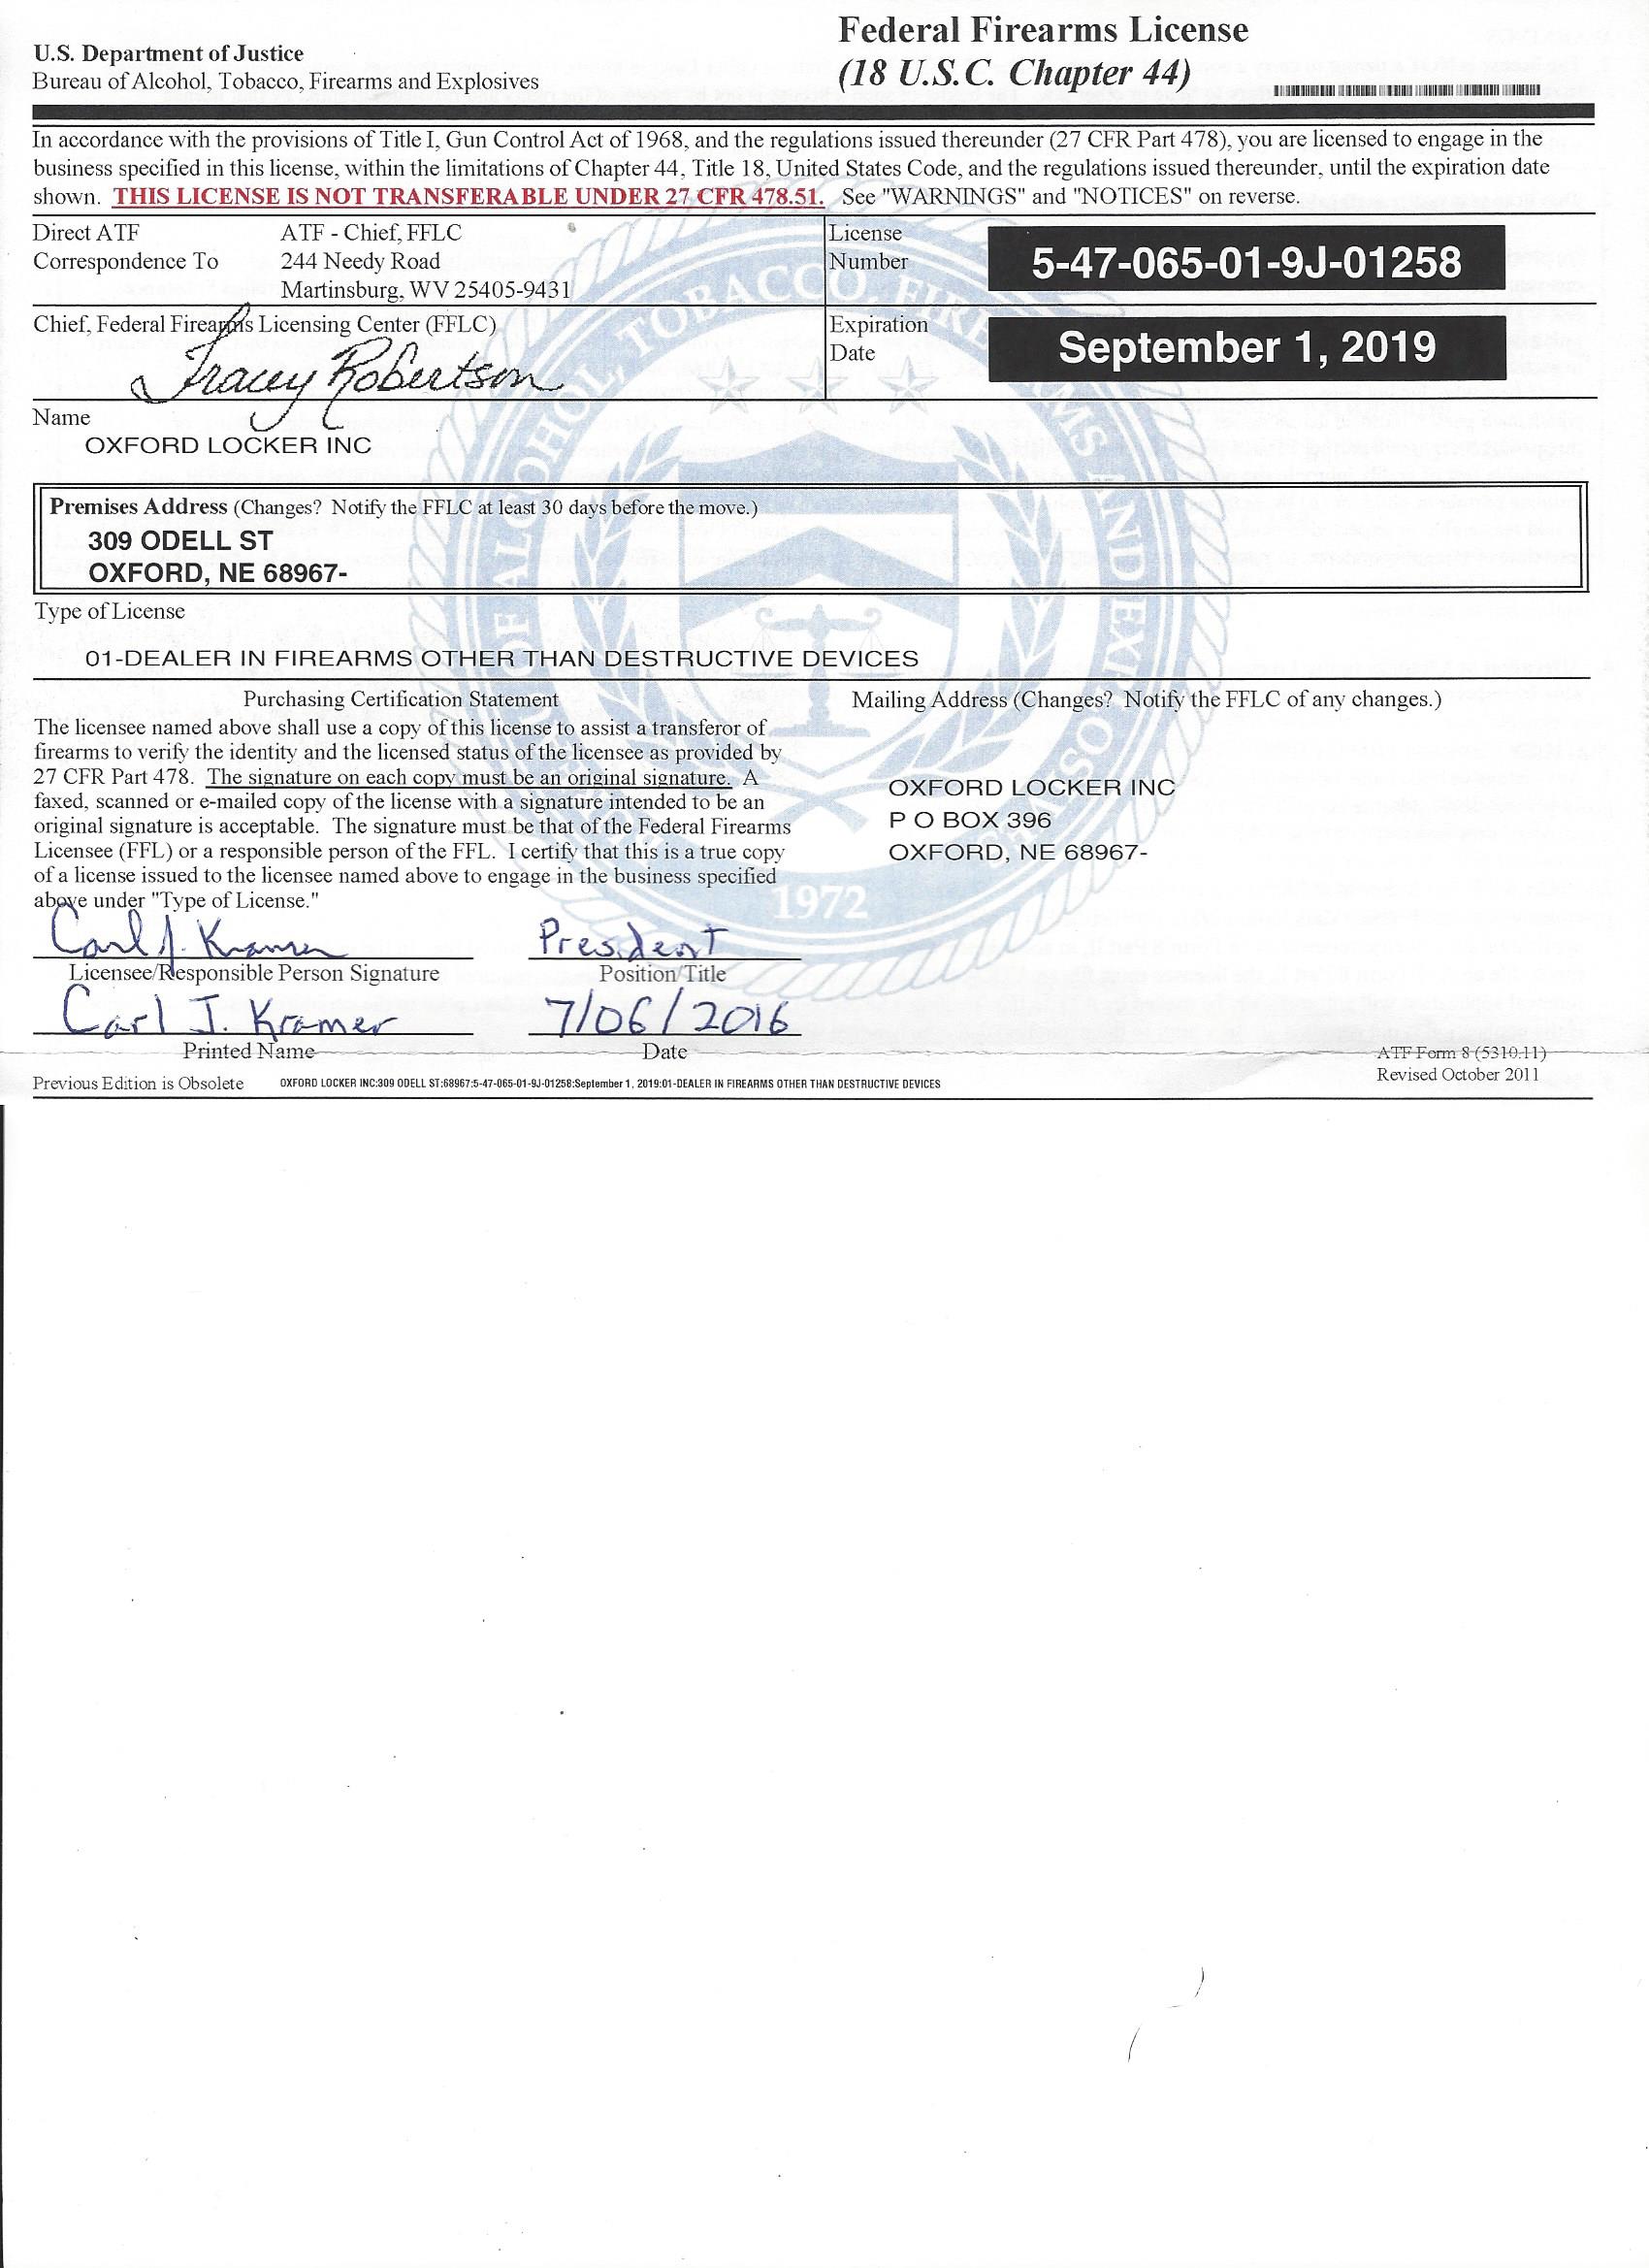 U.S. Department of Justice
Bureau of Alcohol, Tobacco, Firearms and Explosives
Federal Firearms License
(18 U.S.C. Chapter 44)
In accordance with the provisions of Title I, Gun Control Act of 1968, and the regulations issued thereunder (27 CFR Part 478), you are licensed to engage in the
business specified in this license, within the limitations of Chapter 44, Title 18, United States Code, and the regulations issued thereunder, until the expiration date
shown. THIS LICENSE IS NOT TRANSFERABLE UNDER 27 CFR 478.51. See "WARNINGS" and "NOTICES" on reverse.
Direct ATF
Correspondence To
ATF - Chief, FFLC
244 Needy Road
Martinsburg, WV 25405-9431
License
Number
5-47-065-01-9J-01258
Chief, Federal Firearms Licensing Center (FFLC)
Tracey Robertson
Expiration
Date
September 1, 2019
Name
OXFORD LOCKER INC
Premises Address (Changes? Notify the FFLC at least 30 days before the move.)
309 ODELL ST
OXFORD, NE 68967-
Type of License
01-DEALER IN FIREARMS OTHER THAN DESTRUCTIVE DEVICES
Purchasing Certification Statement
The licensee named above shall use a copy of this license to assist a transferor of
firearms to verify the identity and the licensed status of the licensee as provided by
27 CFR Part 478. The signature on each copy must be an original signature. A
faxed, scanned or e-mailed copy of the license with a signature intended to be an
original signature is acceptable. The signature must be that of the Federal Firearms
Licensee (FFL) or a responsible person of the FFL. I certify that this is a true copy
of a license issued to the licensee named above to engage in the business specified
above under "Type of License."
Mailing Address (Changes? Notify the FFLC of any changes.)
OXFORD LOCKER INC
P O BOX 396
OXFORD, NE 68967-
1972
Carl J. Kramer
President
Licensee/Responsible Person Signature
Position/Title
Carl J. Kramer
7/06/2016
Printed Name
Date
ATF Form 8 (5310.11)
Revised October 2011
Previous Edition is Obsolete
OXFORD LOCKER INC:309 ODELL ST:68967:5-47-065-01-9J-01258:September 1, 2019:01-DEALER IN FIREARMS OTHER THAN DESTRUCTIVE DEVICES